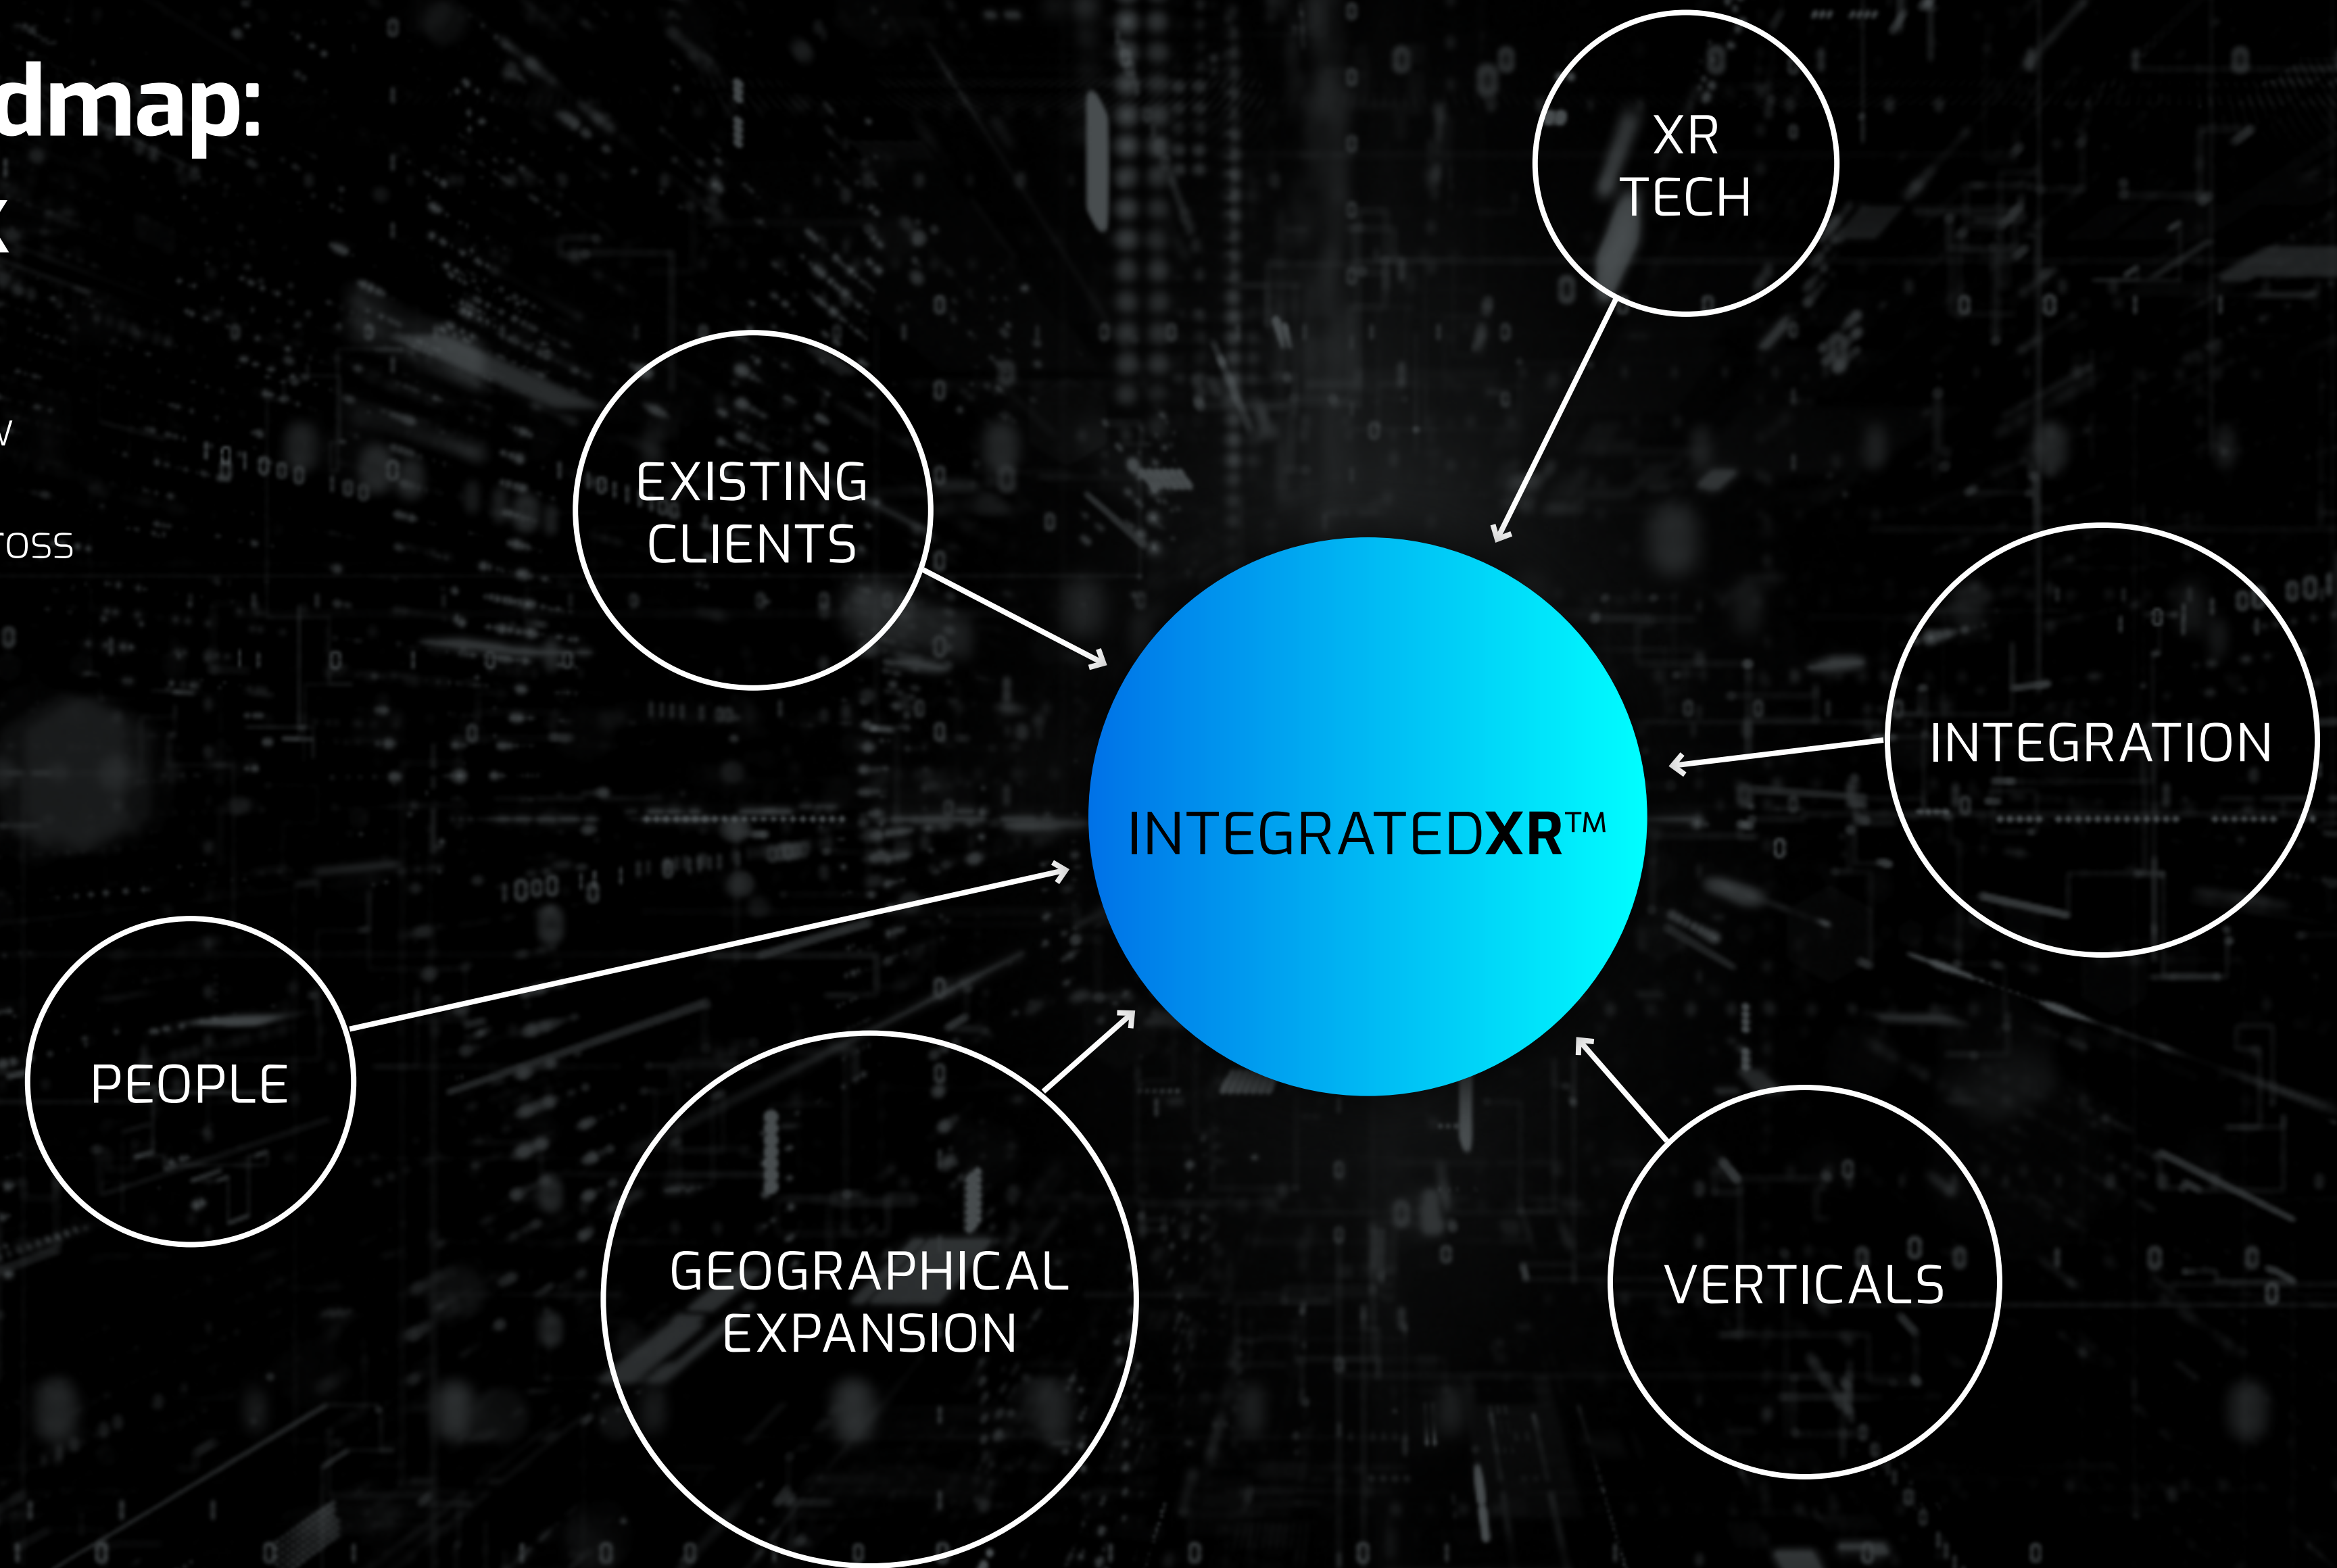 dmap:
XR
TECH
EXISTING
CLIENTS
INTEGRATION
INTEGRATEDXR™
PEOPLE
GEOGRAPHICAL
EXPANSION
VERTICALS